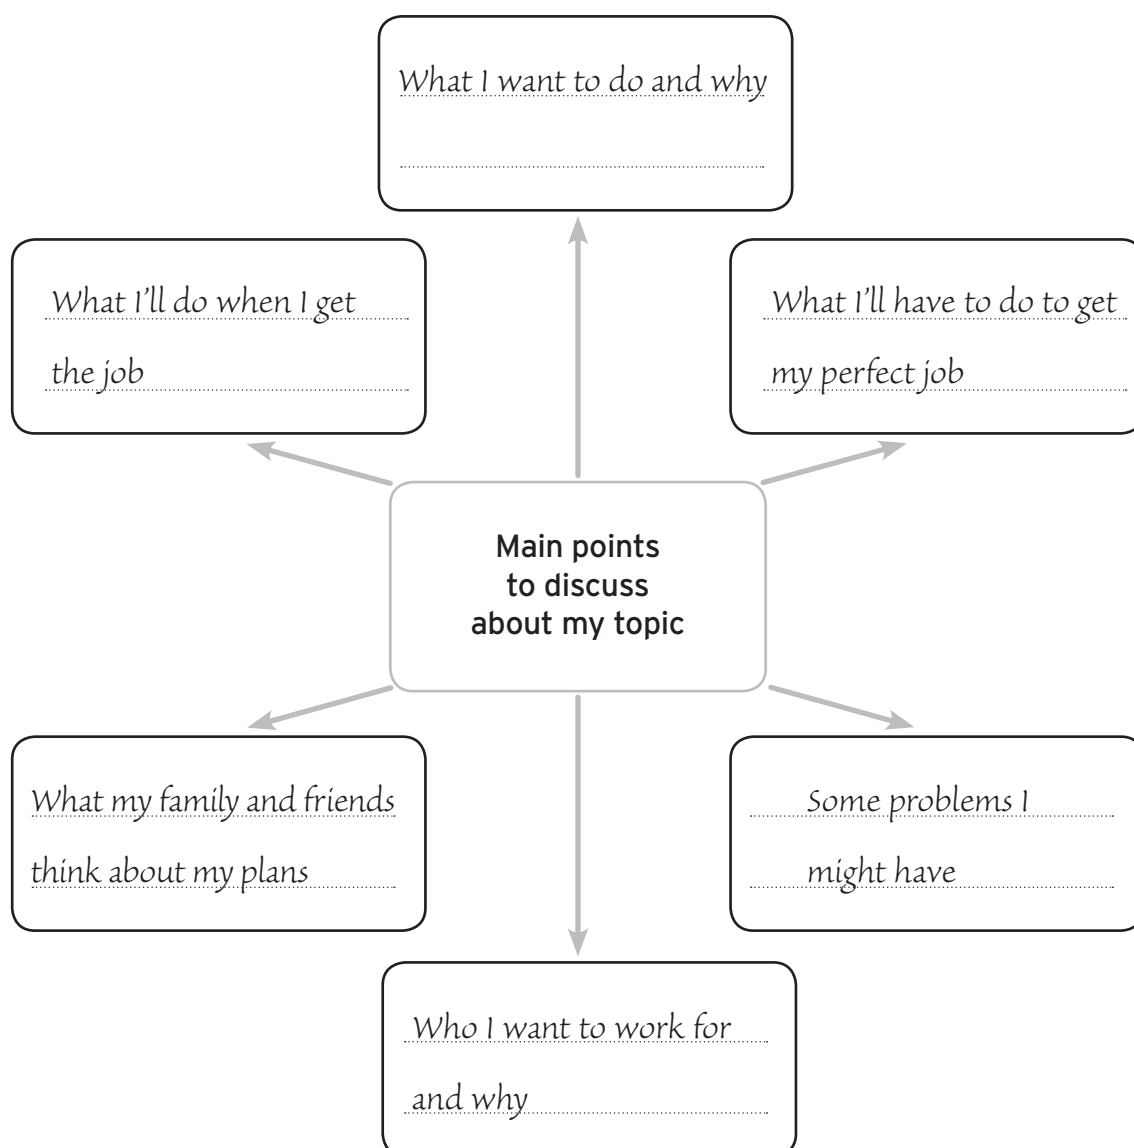 What I want to do and why
What I'll do when I get
the job
What I'll have to do to get
my perfect job
Main points
to discuss
about my topic
What my family and friends
think about my plans
Some problems I
might have
Who I want to work for
and why